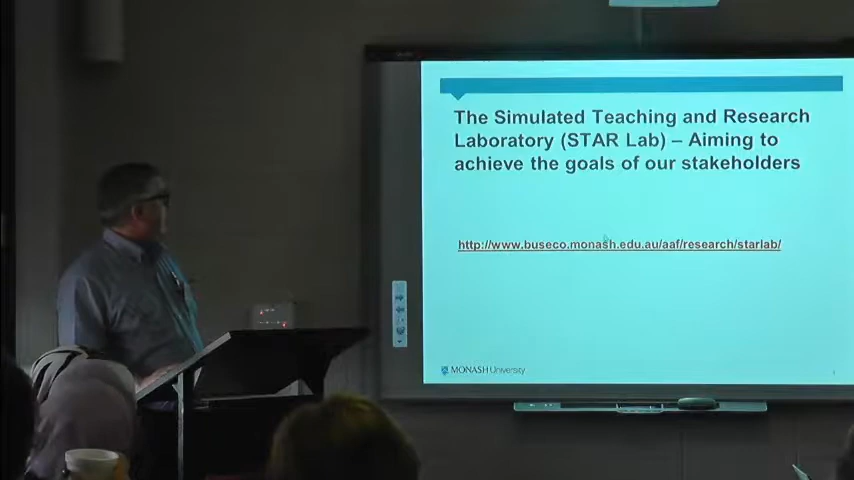 The Simulated Teaching and Research
Laboratory (STAR Lab) – Aiming to
achieve the goals of our stakeholders
http://www.buseco.monash.edu.au/aaf/research/starlab/
MONASH University